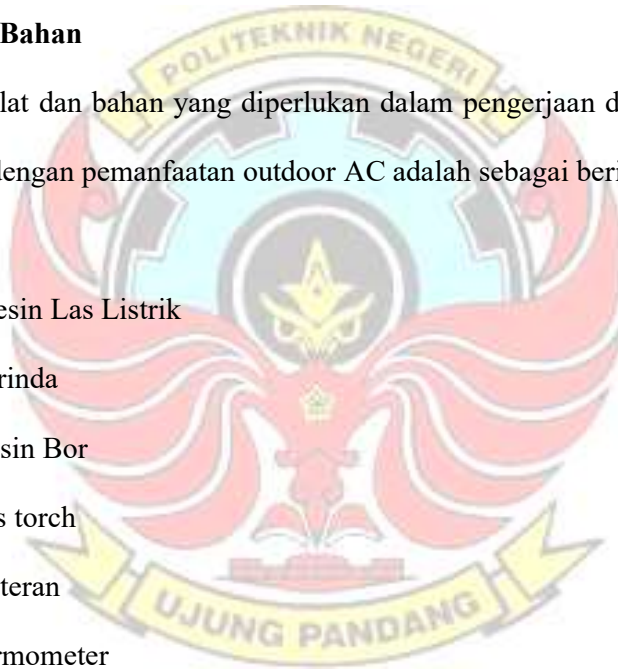 Bahan
POLITEKNIK NEGERI
lat dan bahan yang diperlukan dalam pengerjaan d
dengan pemanfaatan outdoor AC adalah sebagai beri
esin Las Listrik
rinda
sin Bor
s torch
teran
UJUNG PANDANG
rmometer